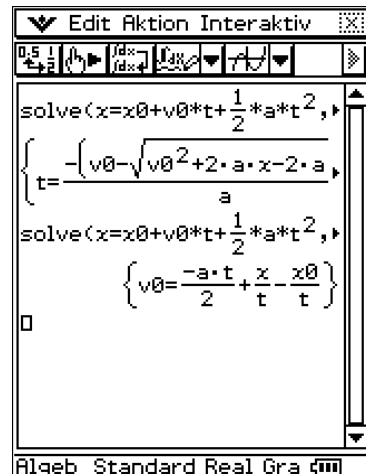 Edit Aktion Interaktiv
solve(x=x0+v0*t+1/2*a*t^2,
{t=-(v0-√(v0^2+2·a·x-2·a
a
solve(x=x0+v0*t+1/2*a*t^2,
{v0=-a·t/2+x/t-x0/t}
Algeb Standard Real Gra